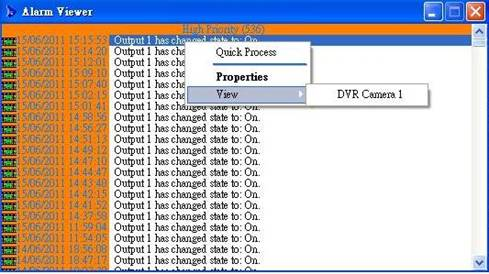 Alarm Viewer
High Priority (536)
15/06/2011 15:15:53 Output 1 has changed state to: On.
15/06/2011 15:14:20 Output 1 has
15/06/2011 15:12:01 Output 1 has
15/06/2011 15:09:10 Output 1 has
15/06/2011 15:07:40 Output 1 has
15/06/2011 15:02:15 Output 1 has
15/06/2011 15:01:41 Output 1 has changed state to: On.
15/06/2011 14:58:56 Output 1 has changed state to: On.
15/06/2011 14:56:27 Output 1 has changed state to: On.
15/06/2011 14:51:13 Output 1 has changed state to: On.
15/06/2011 14:49:12 Output 1 has changed state to: On.
15/06/2011 14:47:10 Output 1 has changed state to: On.
15/06/2011 14:44:47 Output 1 has changed state to: On.
15/06/2011 14:43:48 Output 1 has changed state to: On.
15/06/2011 14:42:15 Output 1 has changed state to: On.
15/06/2011 14:41:52 Output 1 has changed state to: On.
15/06/2011 14:37:58 Output 1 has changed state to: On.
15/06/2011 11:59:04 Output 1 has changed state to: On.
15/06/2011 11:54:05 Output 1 has changed state to: On.
14/06/2011 18:56:08 Output 1 has changed state to: On.
14/06/2011 18:47:17 Output 1 has changed state to: On.
Quick Process
Properties
View
DVR Camera 1